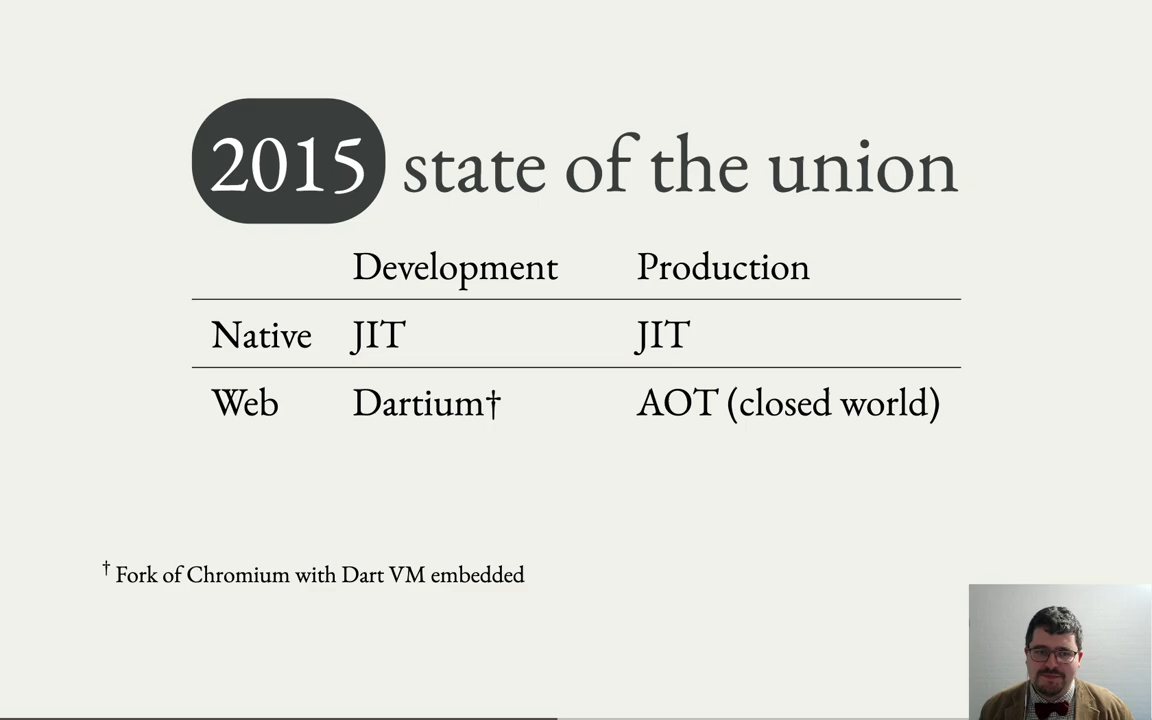 2015 state of the union
Development Production
Native JIT JIT
Web Dartium† AOT (closed world)
† Fork of Chromium with Dart VM embedded